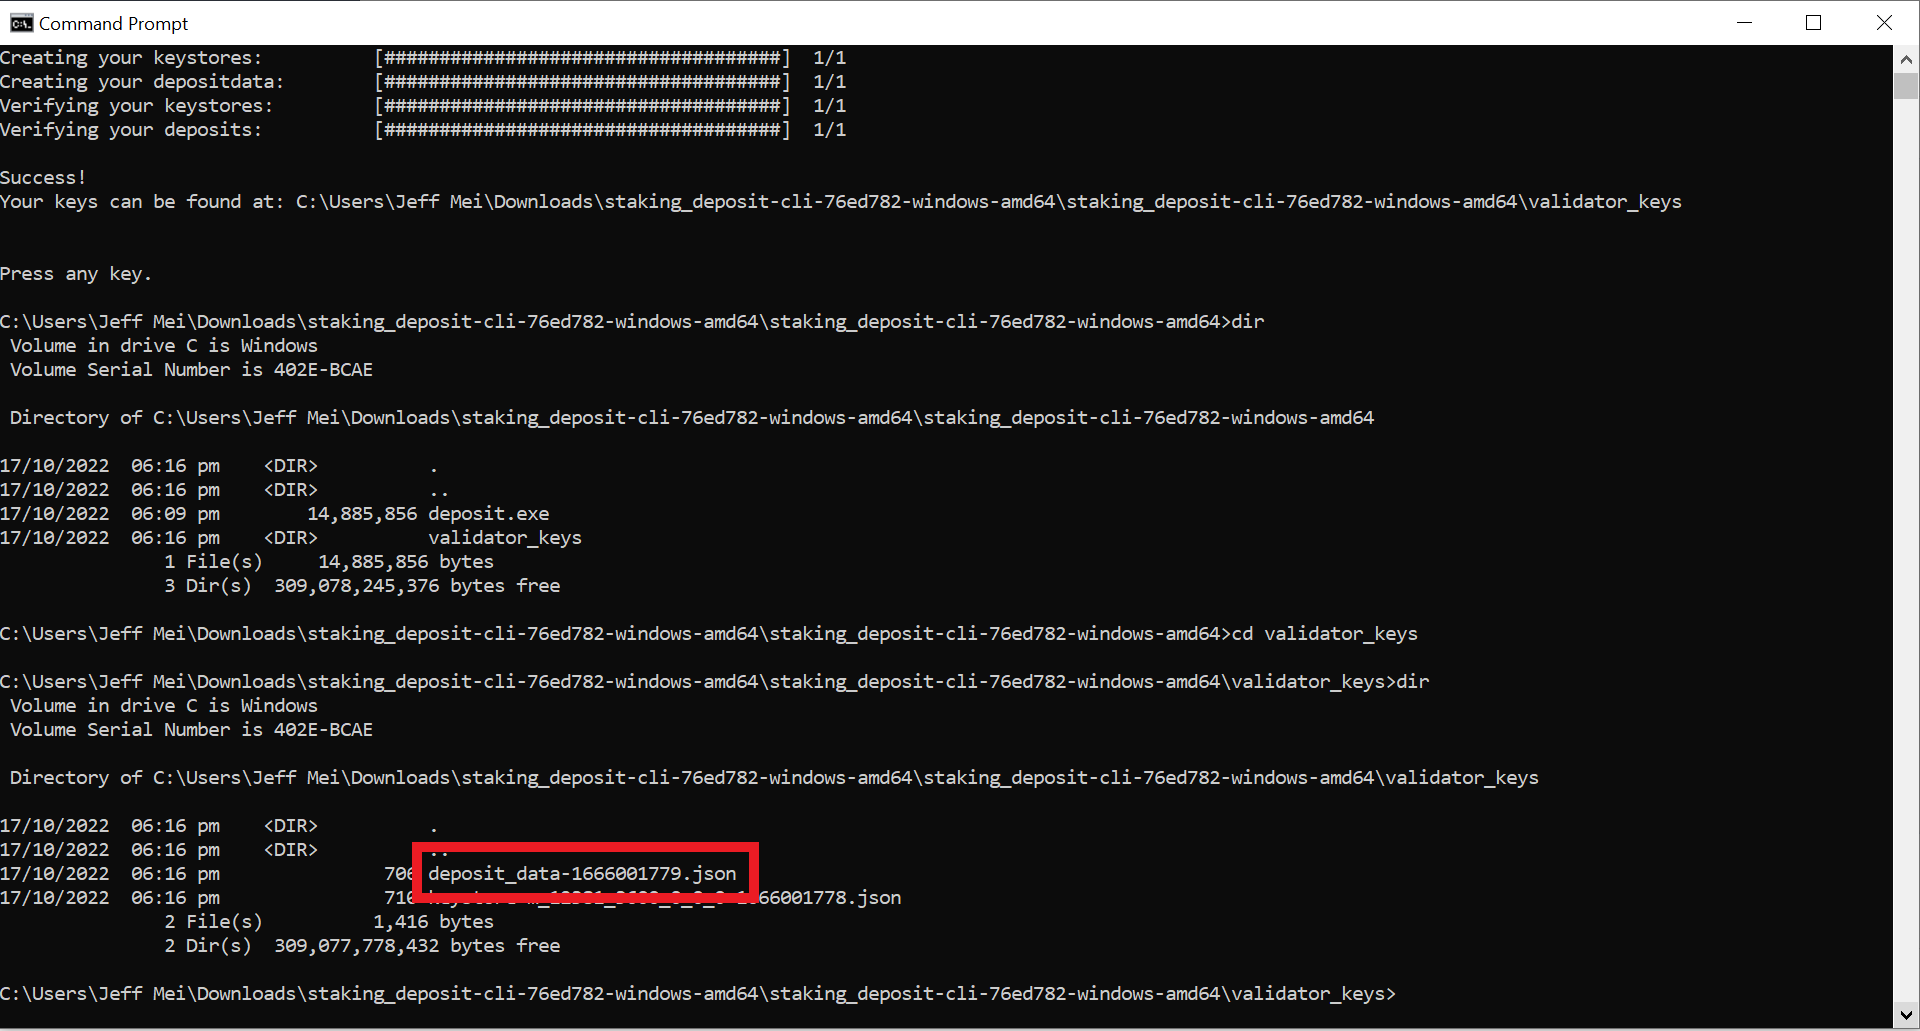 Command Prompt
Creating your keystores: [####################################] 1/1
Creating your depositdata: [####################################] 1/1
Verifying your keystores: [####################################] 1/1
Verifying your deposits: [####################################] 1/1
Success!
Your keys can be found at: C:\Users\Jeff Mei\Downloads\staking_deposit-cli-76ed782-windows-amd64\staking_deposit-cli-76ed782-windows-amd64\validator_keys
Press any key.
C:\Users\Jeff Mei\Downloads\staking_deposit-cli-76ed782-windows-amd64\staking_deposit-cli-76ed782-windows-amd64>dir
Volume in drive C is Windows
Volume Serial Number is 402E-BCAE
Directory of C:\Users\Jeff Mei\Downloads\staking_deposit-cli-76ed782-windows-amd64\staking_deposit-cli-76ed782-windows-amd64
17/10/2022 06:16 pm <DIR> .
17/10/2022 06:16 pm <DIR> ..
17/10/2022 06:09 pm 14,885,856 deposit.exe
17/10/2022 06:16 pm <DIR> validator_keys
1 File(s) 14,885,856 bytes
3 Dir(s) 309,078,245,376 bytes free
C:\Users\Jeff Mei\Downloads\staking_deposit-cli-76ed782-windows-amd64\staking_deposit-cli-76ed782-windows-amd64>cd validator_keys
C:\Users\Jeff Mei\Downloads\staking_deposit-cli-76ed782-windows-amd64\staking_deposit-cli-76ed782-windows-amd64\validator_keys>dir
Volume in drive C is Windows
Volume Serial Number is 402E-BCAE
Directory of C:\Users\Jeff Mei\Downloads\staking_deposit-cli-76ed782-windows-amd64\staking_deposit-cli-76ed782-windows-amd64\validator_keys
17/10/2022 06:16 pm <DIR> .
17/10/2022 06:16 pm <DIR> ..
17/10/2022 06:16 pm 706 deposit_data-1666001779.json
17/10/2022 06:16 pm 710
2 File(s) 1,416 bytes
2 Dir(s) 309,077,778,432 bytes free
C:\Users\Jeff Mei\Downloads\staking_deposit-cli-76ed782-windows-amd64\staking_deposit-cli-76ed782-windows-amd64\validator_keys>